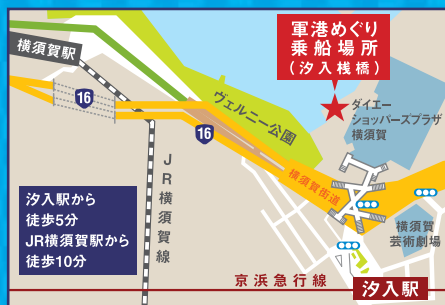 軍港めぐり
乗船場所
(汐入桟橋)
横須賀駅
16
16
ヴェルニー公園
ダイエー
ショッパーズプラザ
横須賀
横須賀街道
JR横須賀線
汐入駅から
徒歩5分
JR横須賀駅から
徒歩10分
横須賀
芸術劇場
京浜急行線
汐入駅